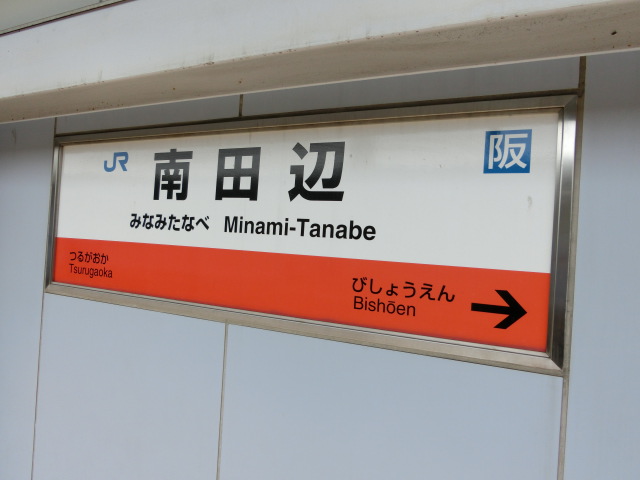 JR 南田辺 阪
みなみたなべ Minami-Tanabe
つるがおか
Tsurugaoka
びしょうえん
Bishōen